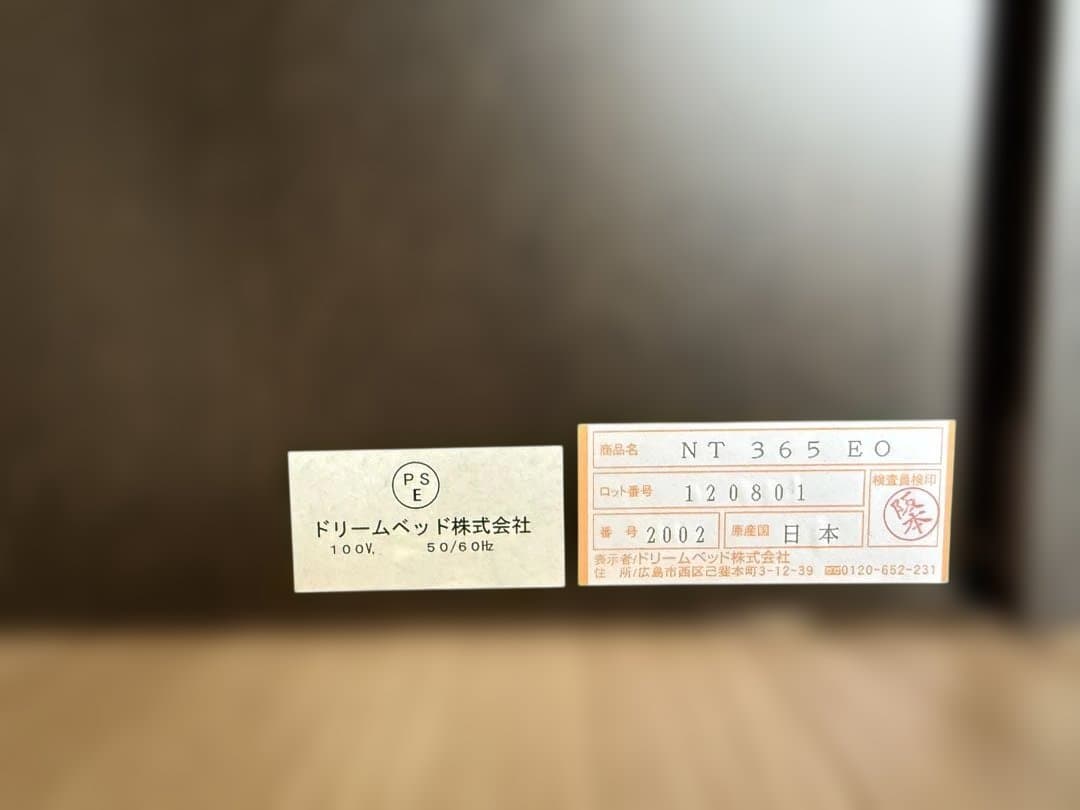 PS
E
ドリームベッド株式会社
100V, 50/60Hz
商品名 NT 365 EO
ロット番号 120801
検査員検印
番号 2002 原産国 日本
表示者/ドリームベッド株式会社
住 所/広島市西区己斐本町3-12-39 0120-652-231